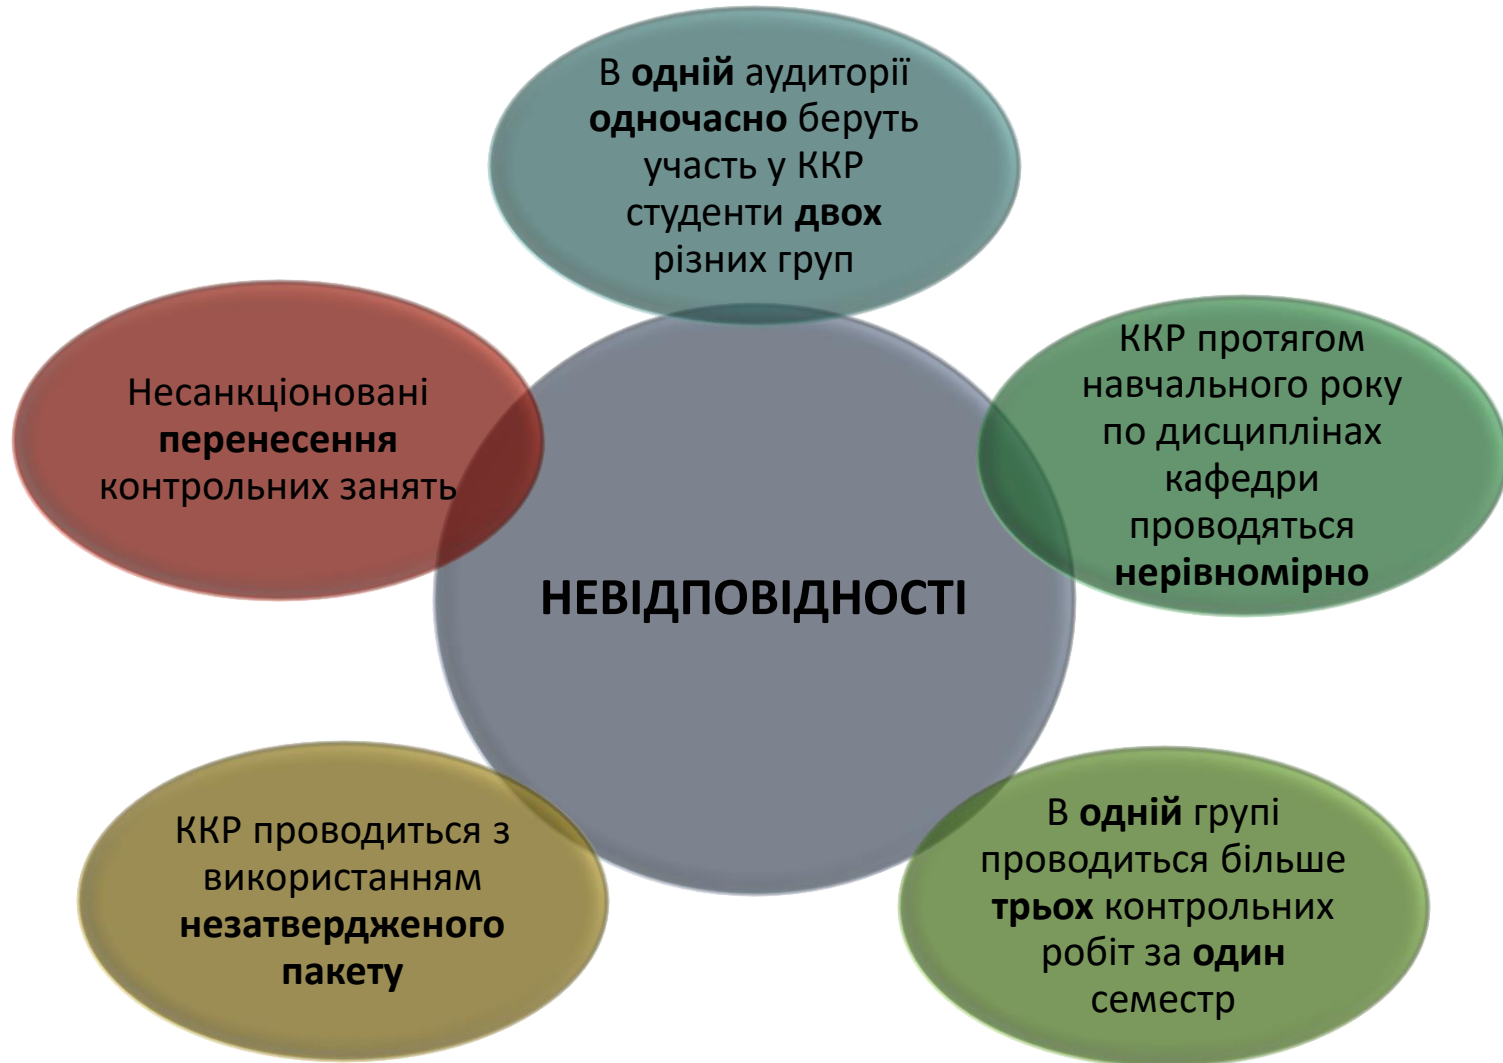 В одній аудиторії
одночасно беруть
участь у ККР
студенти двох
різних груп
Несанкціоновані
перенесення
контрольних занять
ККР протягом
навчального року
по дисциплінах
кафедри
проводяться
нерівномірно
НЕВІДПОВІДНОСТІ
ККР проводиться з
використанням
незатвердженого
пакету
В одній групі
проводиться більше
трьох контрольних
робіт за один
семестр